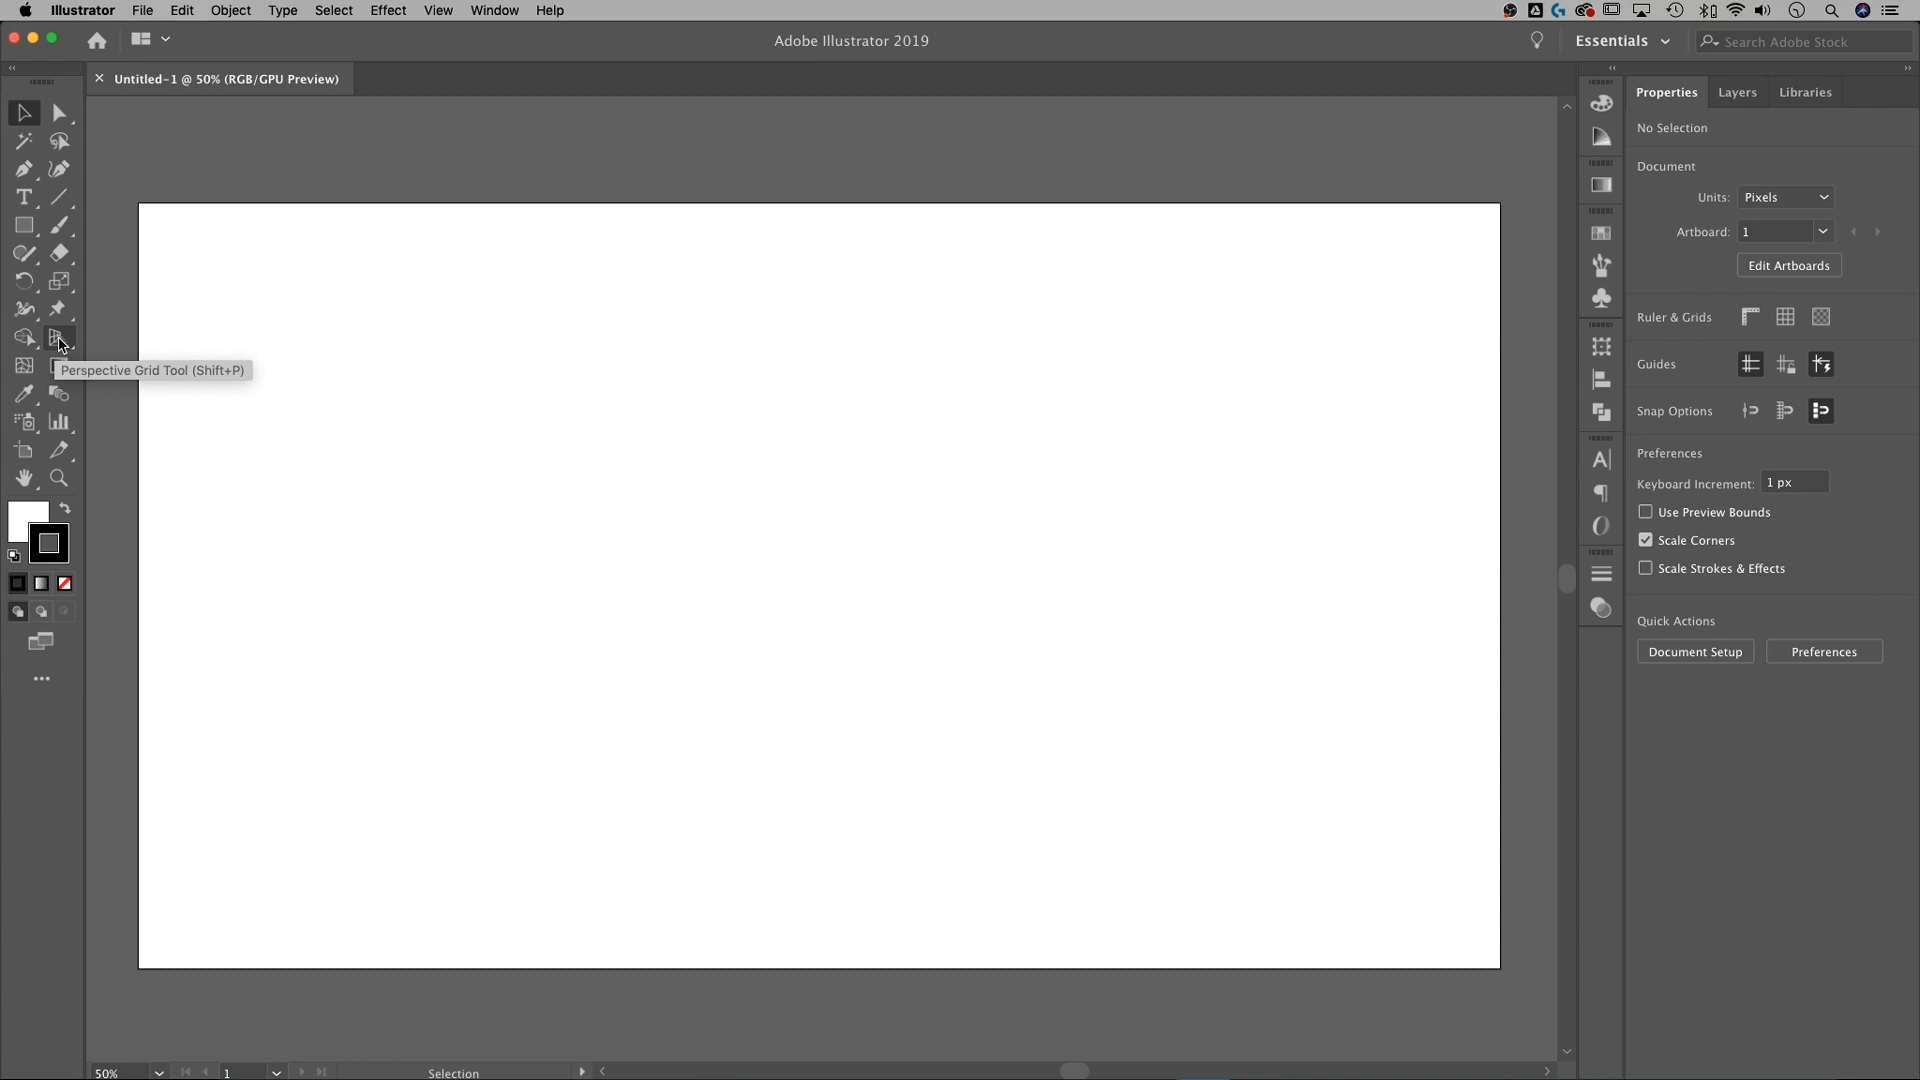 Illustrator File Edit Object Type Select Effect View Window Help
Adobe Illustrator 2019
Essentials
Search Adobe Stock
× Untitled-1 @ 50% (RGB/GPU Preview)
Properties Layers Libraries
No Selection
Document
Units: Pixels
Artboard: 1
Edit Artboards
Ruler & Grids
Guides
Perspective Grid Tool (Shift+P)
Snap Options
Preferences
Keyboard Increment: 1 px
Use Preview Bounds
Scale Corners
Scale Strokes & Effects
Quick Actions
Document Setup Preferences
50% 1 Selection